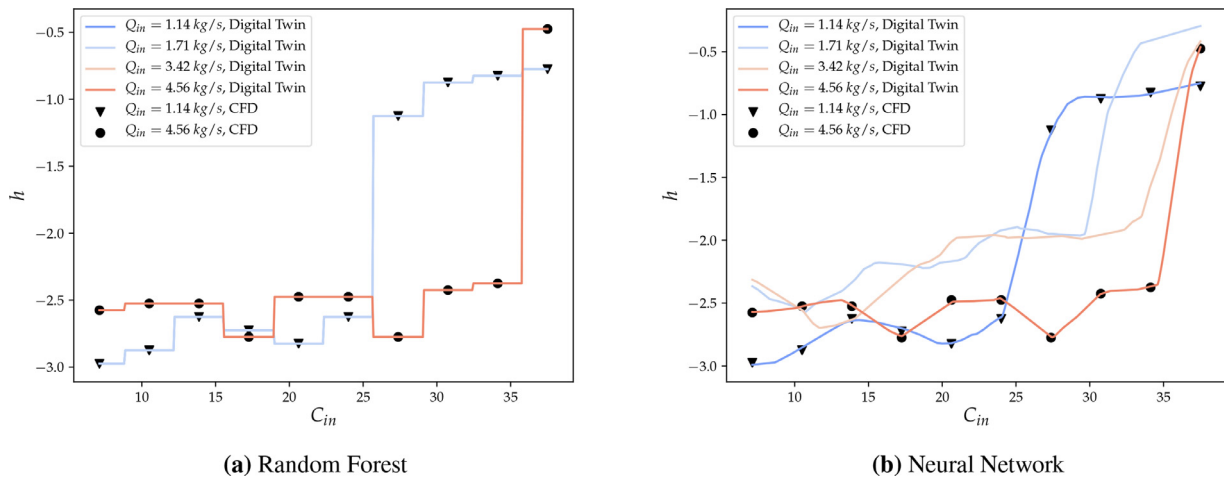 Q_in = 1.14 kg/s, Digital Twin
Q_in = 1.71 kg/s, Digital Twin
Q_in = 3.42 kg/s, Digital Twin
Q_in = 4.56 kg/s, Digital Twin
Q_in = 1.14 kg/s, CFD
Q_in = 4.56 kg/s, CFD
−0.5
−1.0
−1.5
−2.0
−2.5
−3.0
h
10 15 20 25 30 35
C_in
(a) Random Forest
Q_in = 1.14 kg/s, Digital Twin
Q_in = 1.71 kg/s, Digital Twin
Q_in = 3.42 kg/s, Digital Twin
Q_in = 4.56 kg/s, Digital Twin
Q_in = 1.14 kg/s, CFD
Q_in = 4.56 kg/s, CFD
−0.5
−1.0
−1.5
−2.0
−2.5
−3.0
h
10 15 20 25 30 35
C_in
(b) Neural Network